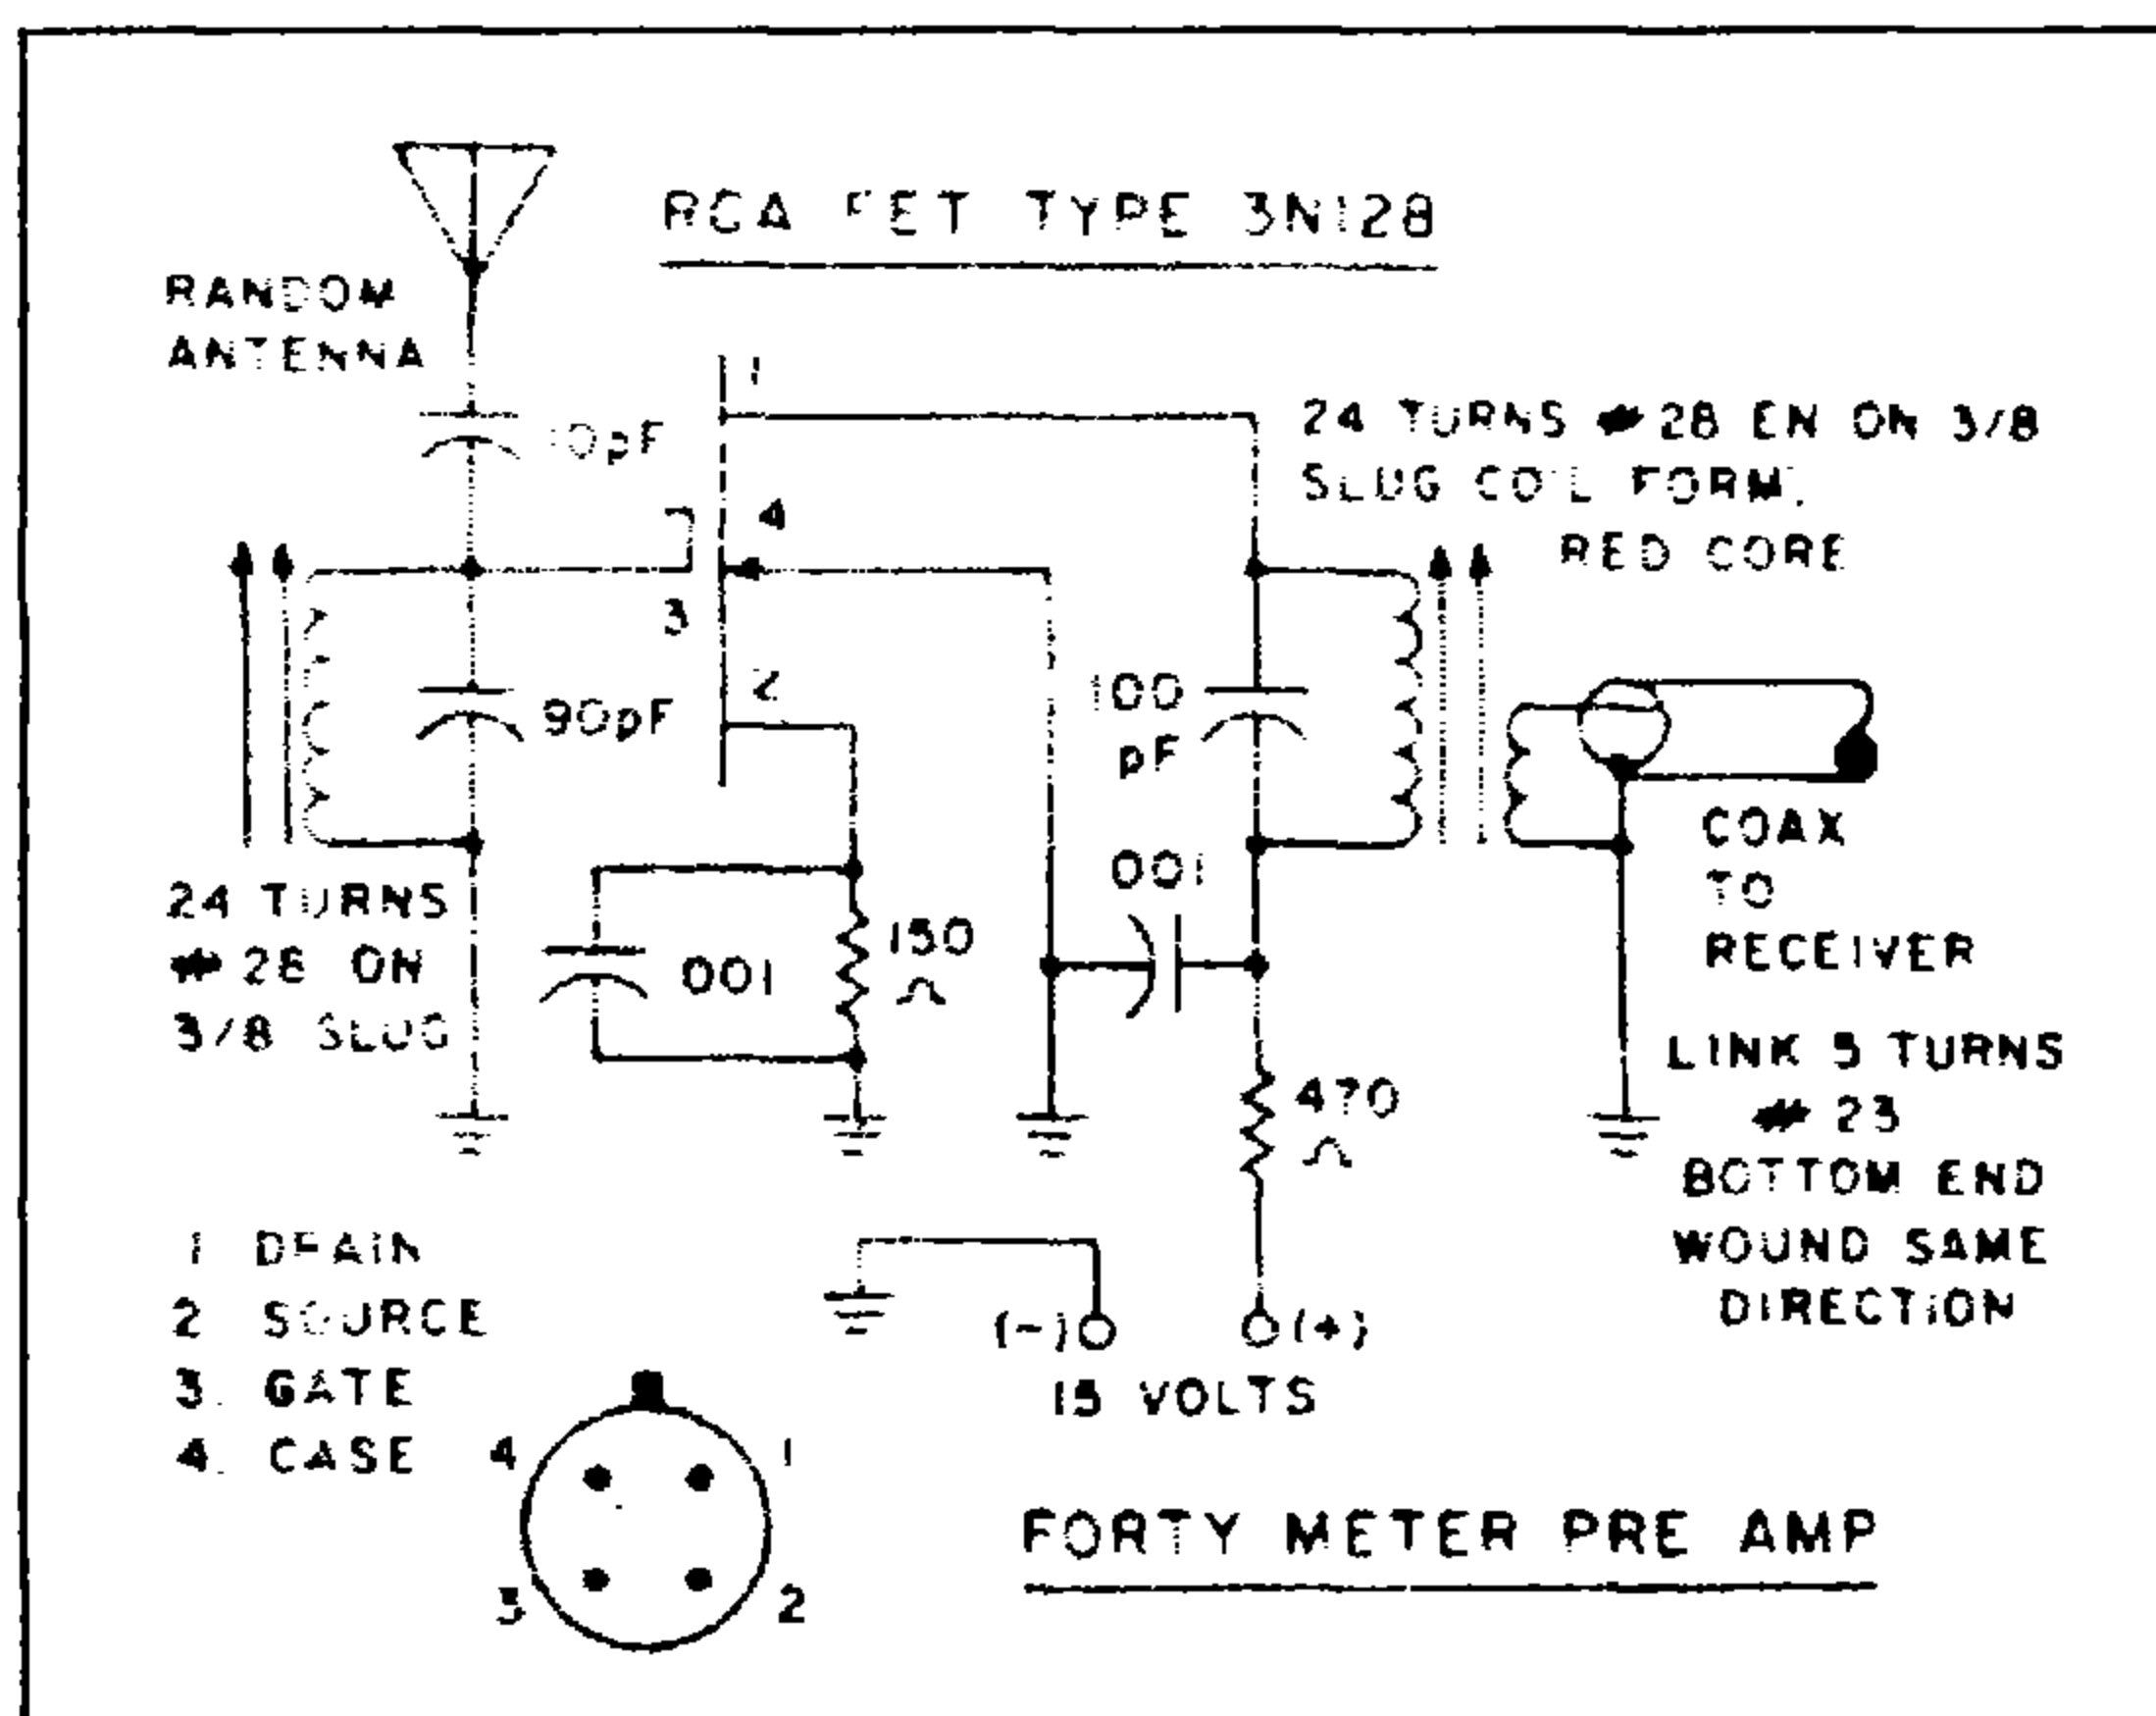 RCA FET TYPE 3N128
RANDOM
ANTENNA
10pF
1
4
3
2
24 TURNS # 28 EN ON 3/8
SLUG COIL FORM.
RED CORE
90pF
100
pF
001
COAX
TO
RECEIVER
24 TURNS
# 28 ON
3/8 SLUG
001
150
Ω
470
Ω
LINK 5 TURNS
# 23
BOTTOM END
WOUND SAME
DIRECTION
1 DRAIN
2 SOURCE
3. GATE
4. CASE
(-)
(+)
15 VOLTS
4
1
3
2
FORTY METER PRE AMP